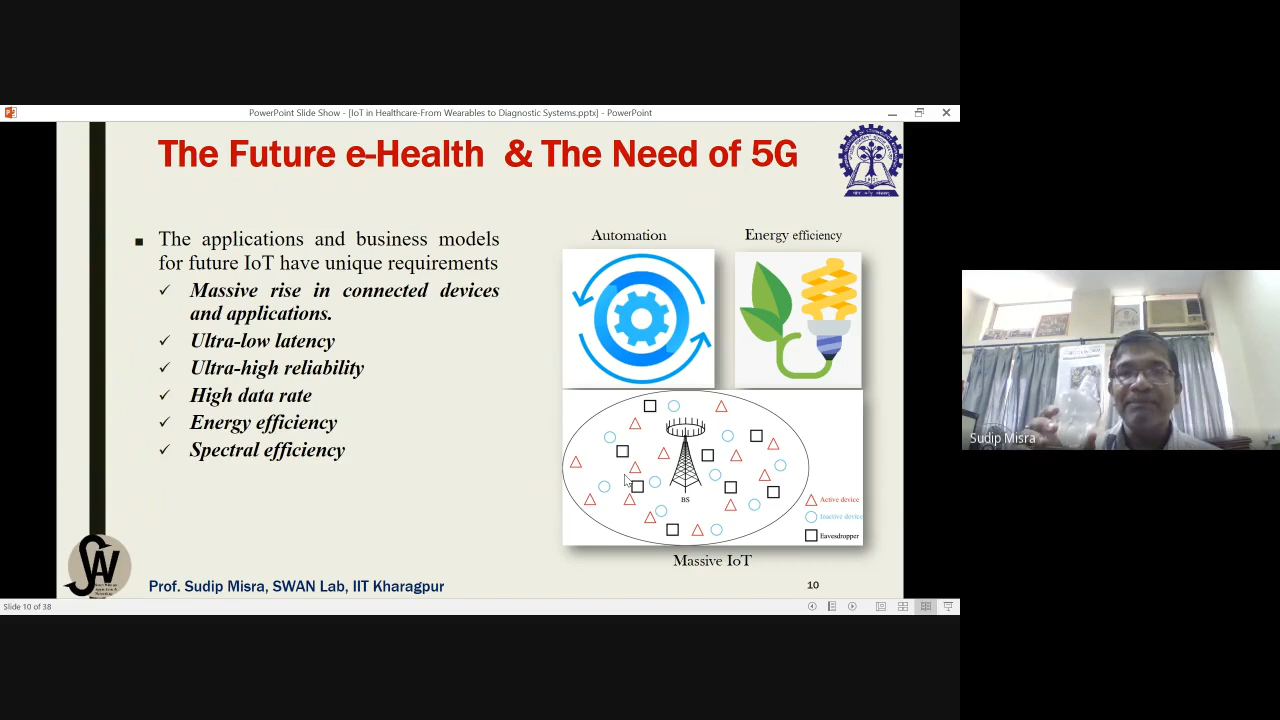 PowerPoint Slide Show - [IoT in Healthcare-From Wearables to Diagnostic Systems.pptx] - PowerPoint
The Future e-Health & The Need of 5G
■ The applications and business models
for future IoT have unique requirements
✓ Massive rise in connected devices
and applications.
✓ Ultra-low latency
✓ Ultra-high reliability
✓ High data rate
✓ Energy efficiency
✓ Spectral efficiency
Automation
Energy efficiency
BS
Active device
Inactive device
Eavesdropper
Massive IoT
SWAN
Prof. Sudip Misra, SWAN Lab, IIT Kharagpur
10
Slide 10 of 38
Sudip Misra